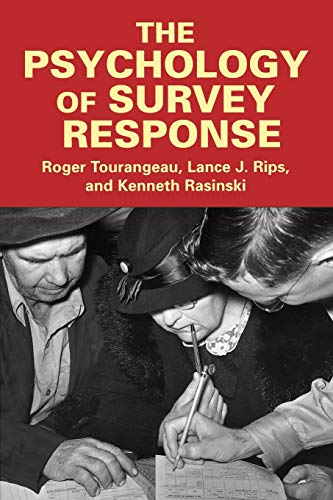 THE
PSYCHOLOGY
OF SURVEY
RESPONSE
Roger Tourangeau, Lance J. Rips,
and Kenneth Rasinski